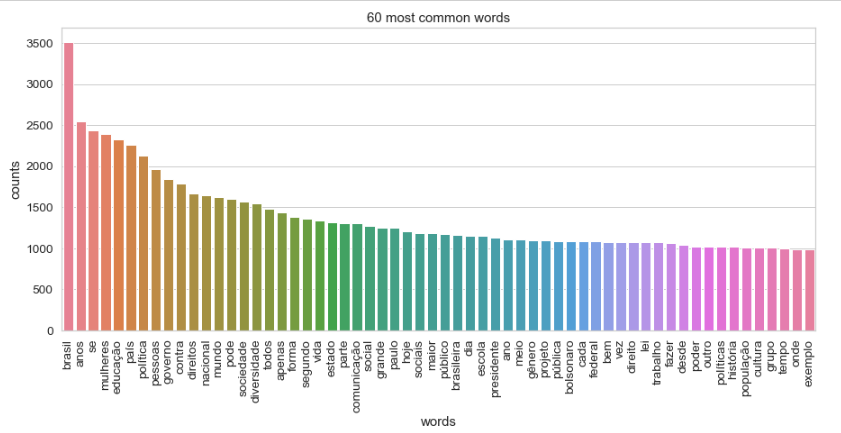 60 most common words
3500
3000
2500
2000
1500
1000
500
0
counts
brasil
anos
se
mulheres
educação
país
política
pessoas
governo
contra
direitos
nacional
mundo
pode
sociedade
diversidade
todos
apenas
forma
segundo
vida
estado
parte
comunicação
social
grande
paulo
hoje
sociais
maior
público
brasileira
dia
escola
presidente
ano
meio
gênero
projeto
pública
bolsonaro
cada
federal
bem
vez
direito
lei
trabalho
fazer
desde
poder
outro
políticas
história
população
cultura
grupo
tempo
onde
exemplo
words